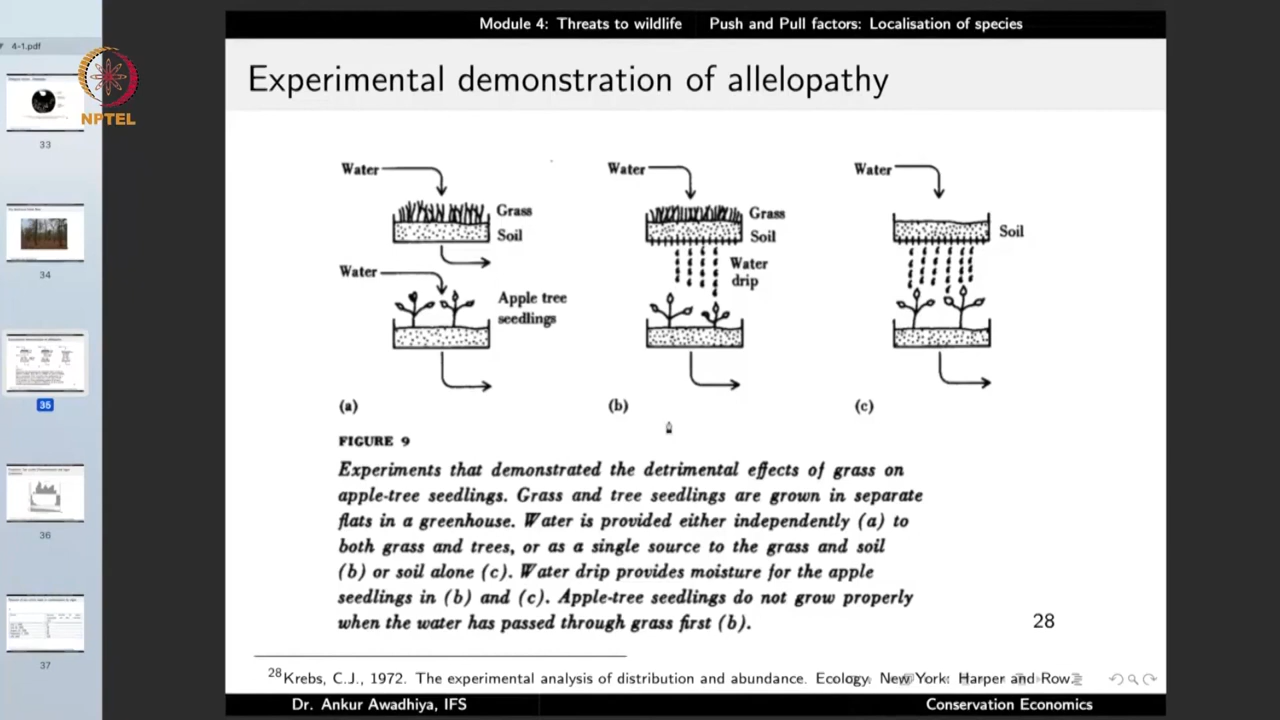 Module 4: Threats to wildlife Push and Pull factors: Localisation of species
4-1.pdf
NPTEL
Experimental demonstration of allelopathy
33
34
35
36
37
Water
Grass
Soil
Water
Apple tree
seedlings
(a)
Water
Grass
Soil
Water
drip
(b)
Water
Soil
(c)
FIGURE 9
Experiments that demonstrated the detrimental effects of grass on
apple-tree seedlings. Grass and tree seedlings are grown in separate
flats in a greenhouse. Water is provided either independently (a) to
both grass and trees, or as a single source to the grass and soil
(b) or soil alone (c). Water drip provides moisture for the apple
seedlings in (b) and (c). Apple-tree seedlings do not grow properly
when the water has passed through grass first (b).
28
28 Krebs, C.J., 1972. The experimental analysis of distribution and abundance. Ecology. New York: Harper and Row.
Dr. Ankur Awadhiya, IFS Conservation Economics